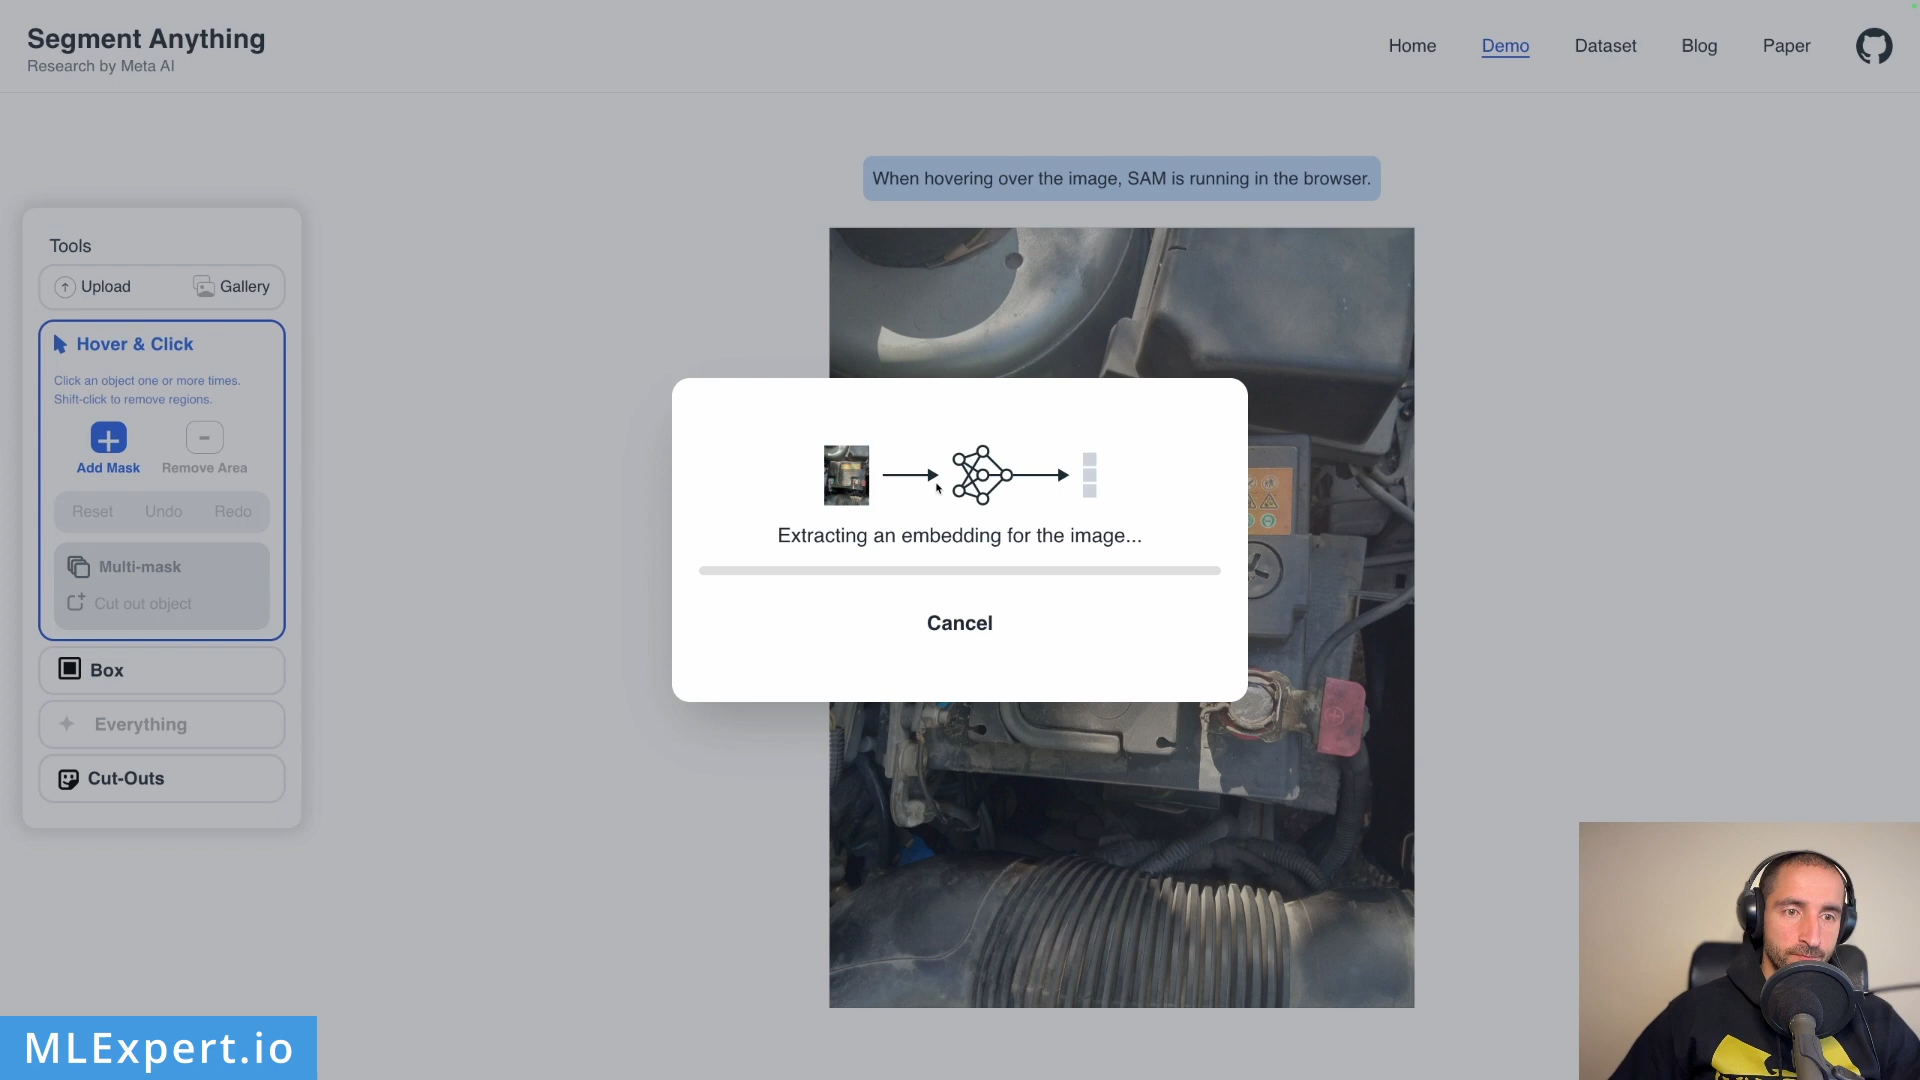 Segment Anything
Research by Meta AI
Home
Demo
Dataset
Blog
Paper
When hovering over the image, SAM is running in the browser.
Tools
Upload
Gallery
Hover & Click
Click an object one or more times.
Shift-click to remove regions.
Add Mask
Remove Area
Reset
Undo
Redo
Multi-mask
Cut out object
Box
Everything
Cut-Outs
Extracting an embedding for the image...
Cancel
MLExpert.io